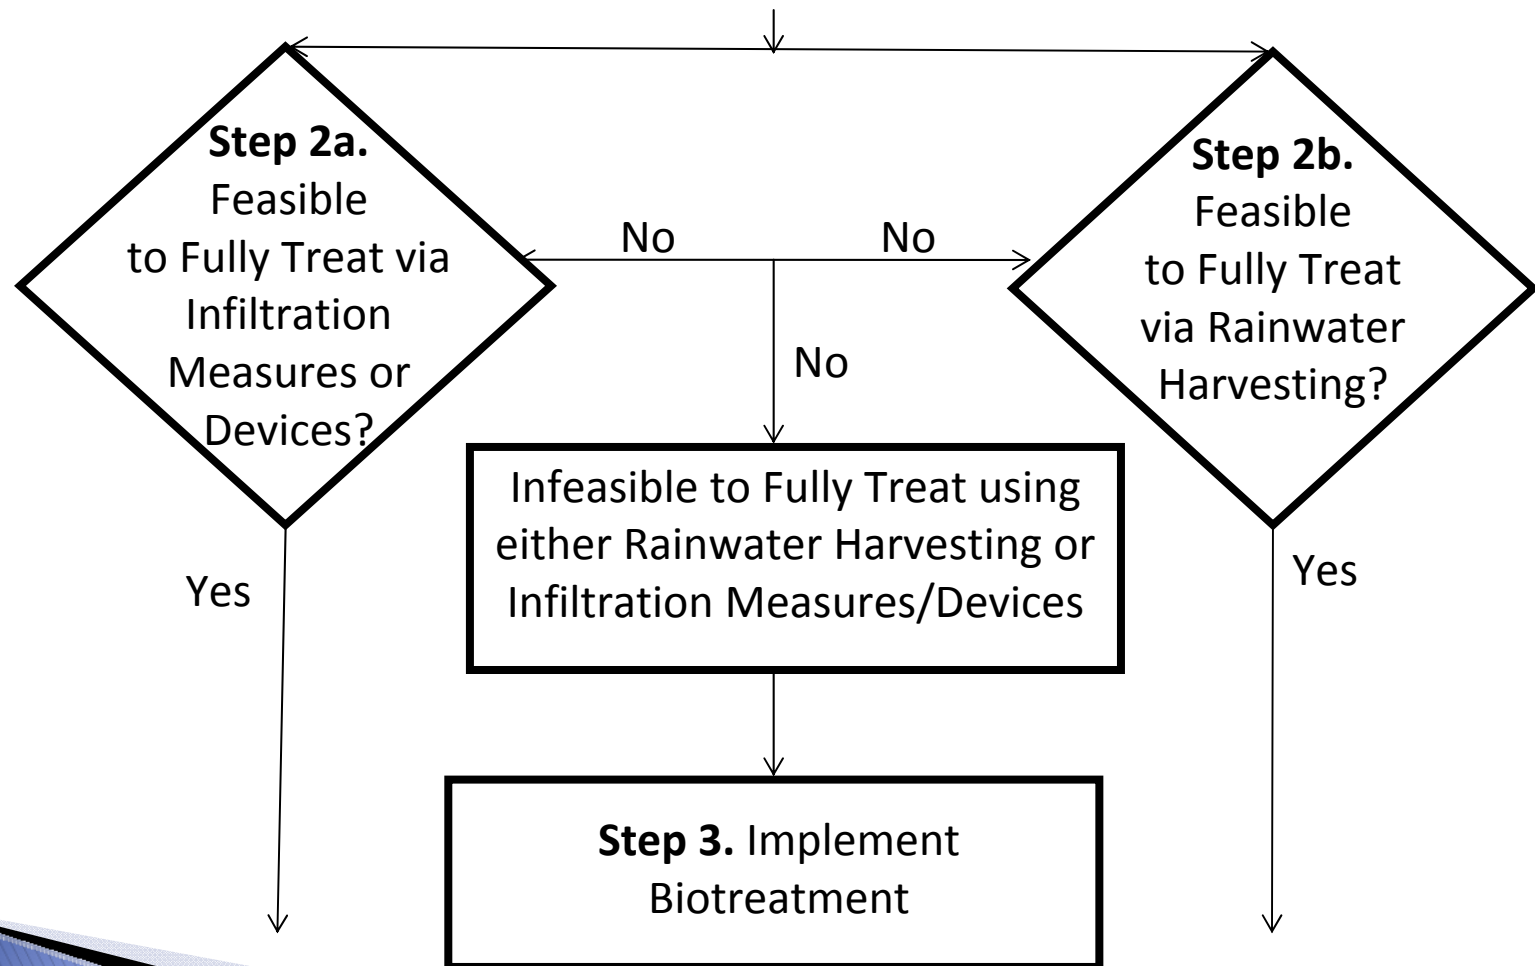 Step 2a.
Feasible
to Fully Treat via
Infiltration
Measures or
Devices?
No
No
No
Step 2b.
Feasible
to Fully Treat
via Rainwater
Harvesting?
Infeasible to Fully Treat using
either Rainwater Harvesting or
Infiltration Measures/Devices
Yes
Yes
Step 3. Implement
Biotreatment